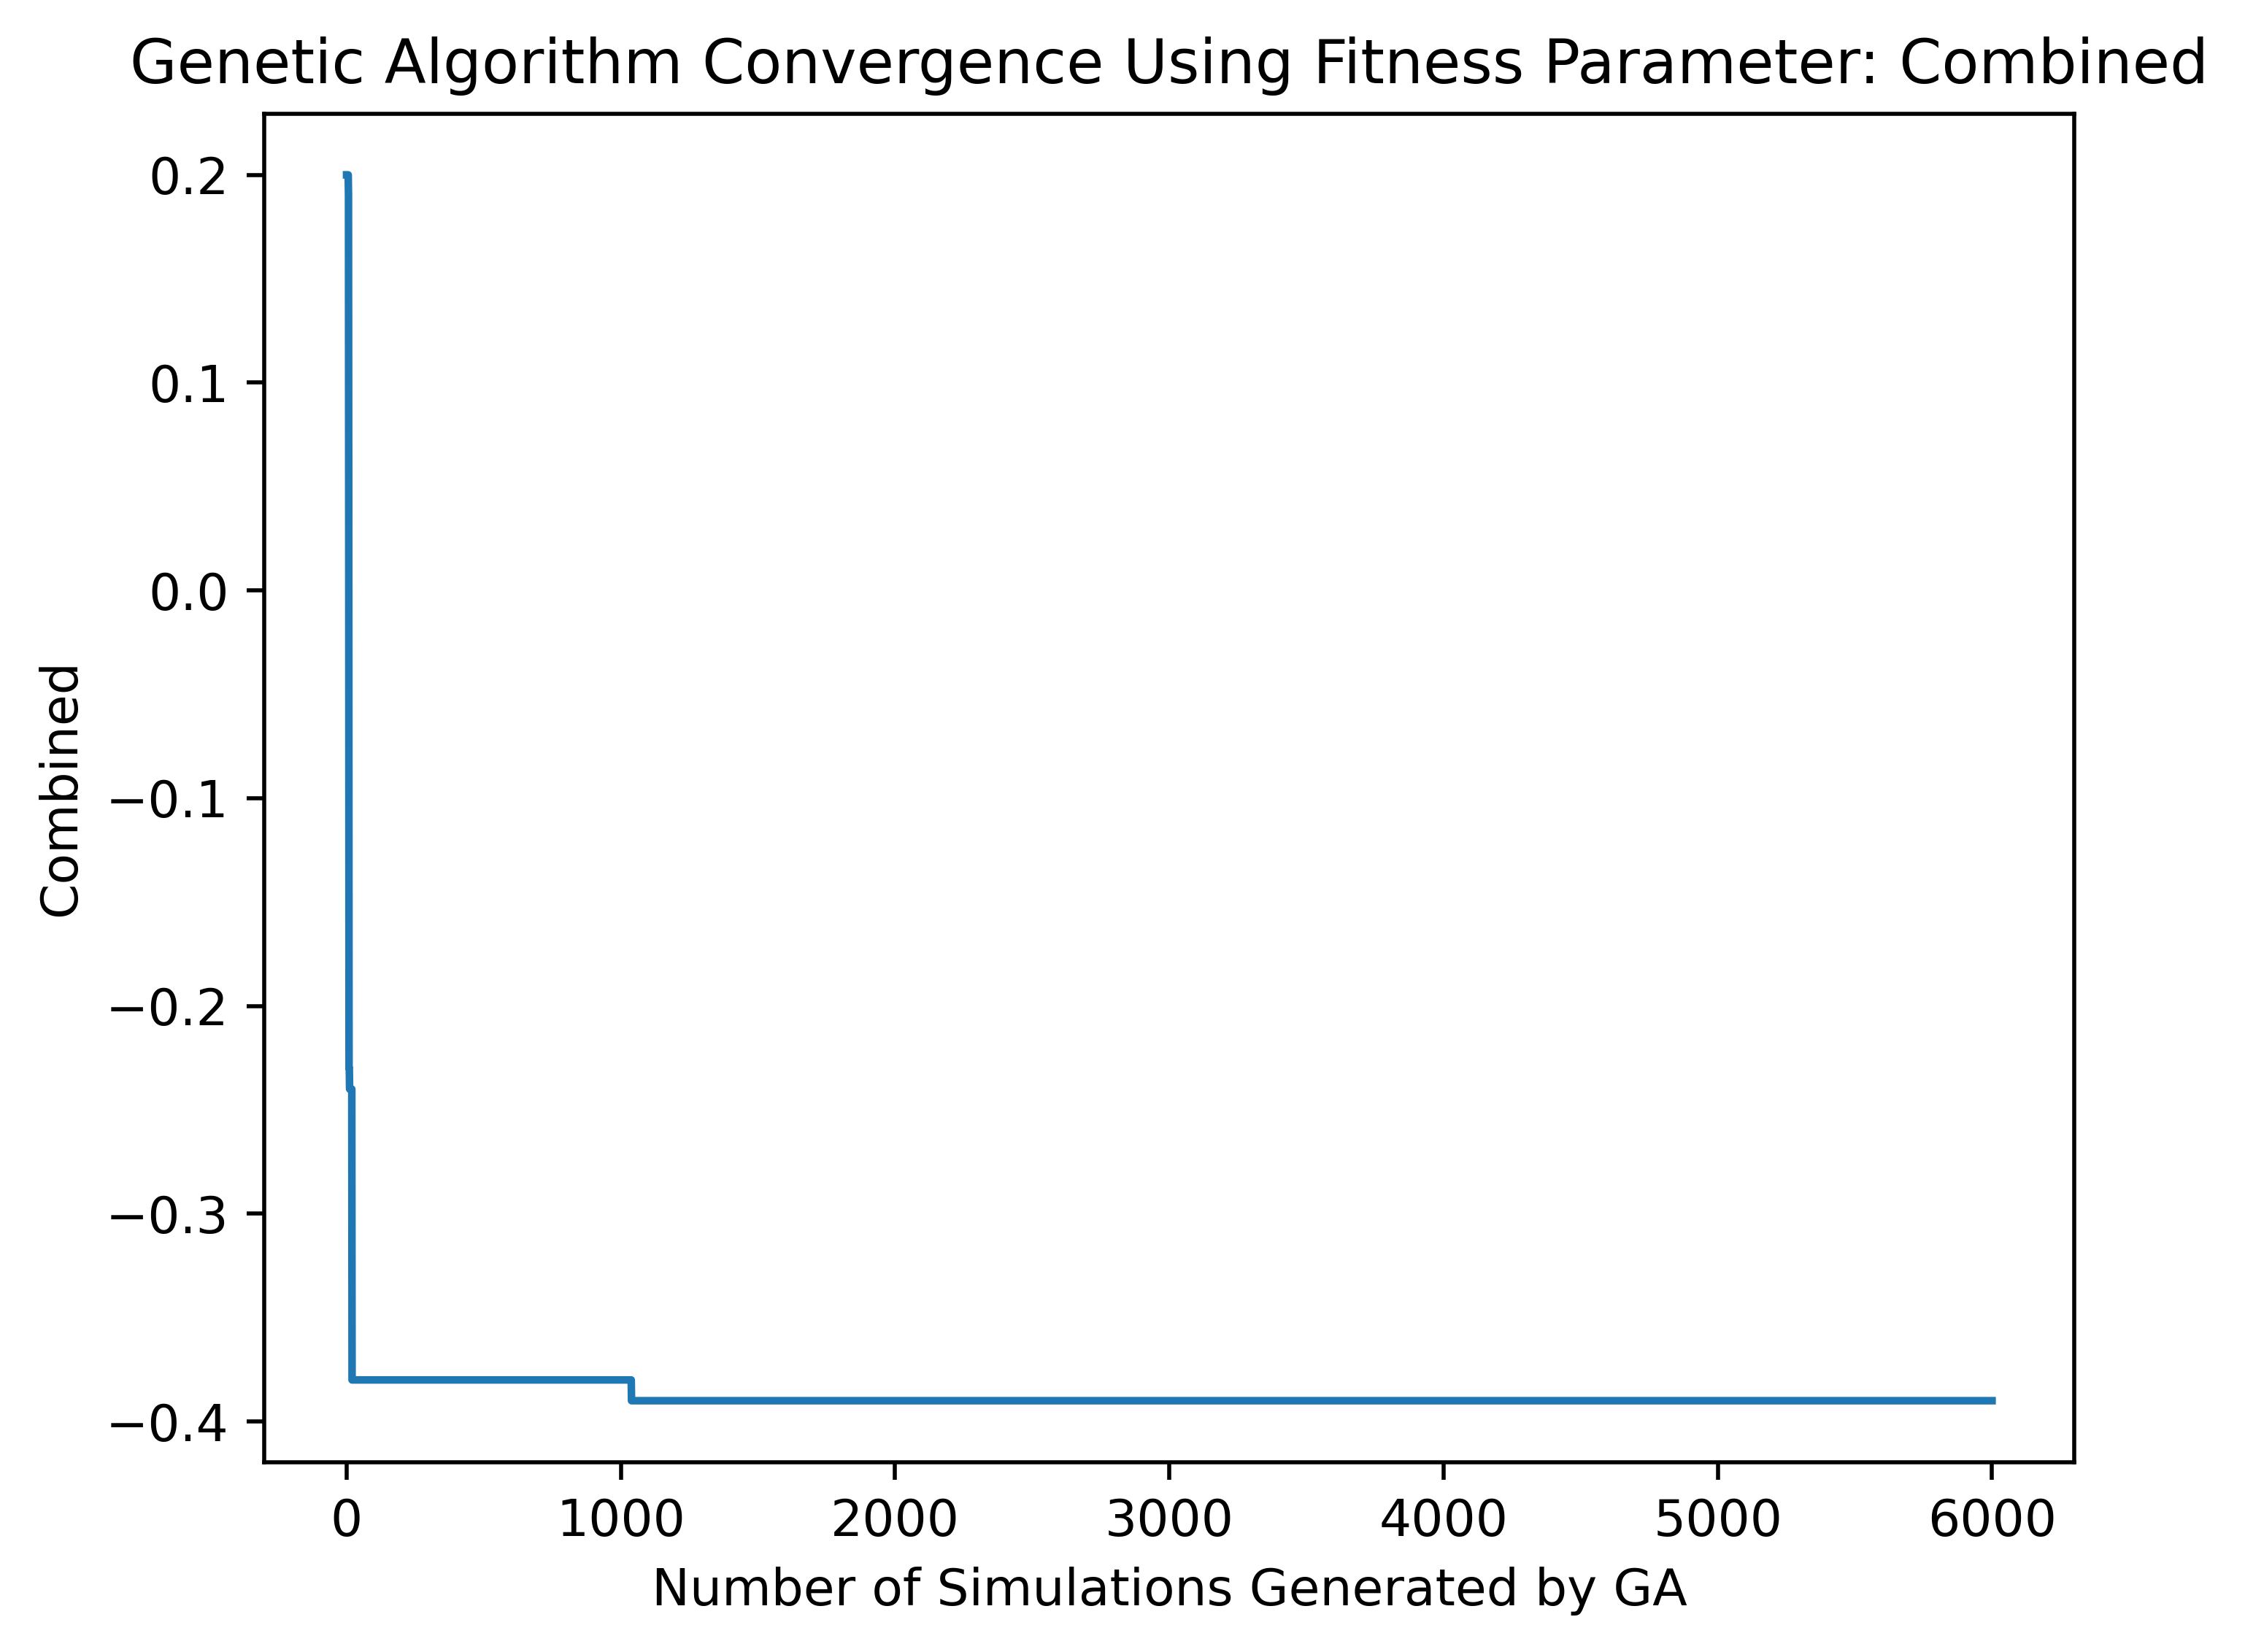 Genetic Algorithm Convergence Using Fitness Parameter: Combined
0.2
0.1
0.0
−0.1
−0.2
−0.3
−0.4
Combined
0 1000 2000 3000 4000 5000 6000
Number of Simulations Generated by GA